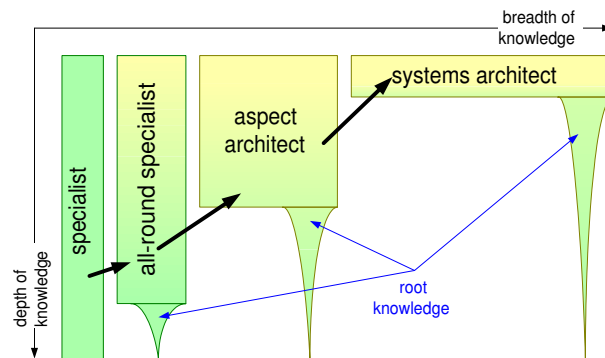 breadth of
knowledge
systems architect
aspect
architect
all-round specialist
specialist
root
knowledge
depth of
knowledge